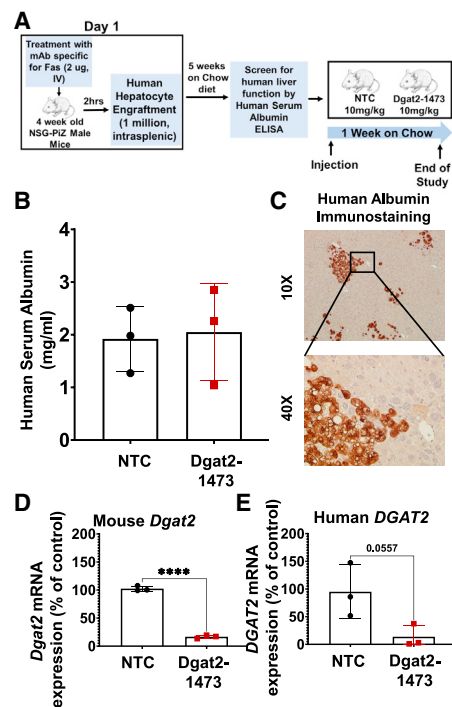 A
Day 1
Treatment with
mAb specific
for Fas (2 ug,
IV)
2hrs
4 week old
NSG-PiZ Male
Mice
Human
Hepatocyte
Engraftment
(1 million,
intrasplenic)
5 weeks
on Chow
diet
Screen for
human liver
function by
Human Serum
Albumin
ELISA
NTC
10mg/kg
Dgat2-1473
10mg/kg
1 Week on Chow
Injection
End of
Study
B
Human Serum Albumin
(mg/ml)
4
3
2
1
0
NTC
Dgat2-
1473
C
Human Albumin
Immunostaining
10X
40X
D
Mouse Dgat2
Dgat2 mRNA
expression (% of control)
200
150
100
50
0
****
NTC
Dgat2-
1473
E
Human DGAT2
DGAT2 mRNA
expression (% of control)
200
150
100
50
0
0.0557
NTC
Dgat2-
1473